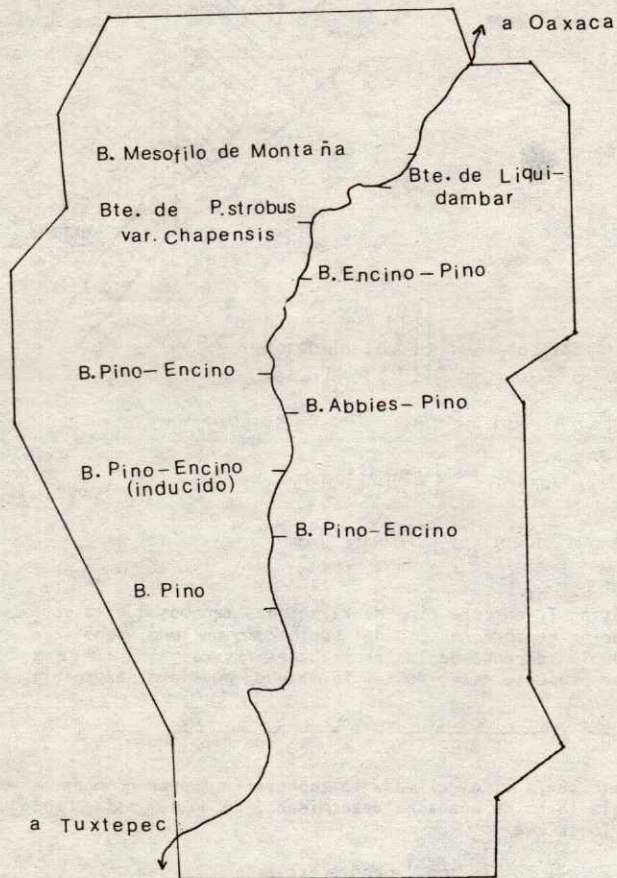 a Oaxaca
B. Mesofilo de Montaña
Bte. de Liqui-
dambar
Bte. de P.strobus
var. Chapensis
B. Encino-Pino
B. Pino-Encino
B. Abbies-Pino
B. Pino-Encino
(inducido)
B. Pino-Encino
B. Pino
a Tuxtepec